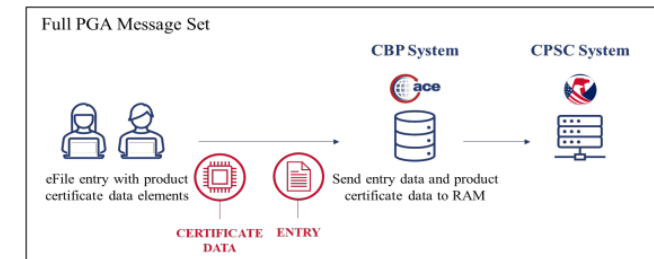 Full PGA Message Set
CBP System
CPSC System
ace
eFile entry with product
certificate data elements
Send entry data and product
certificate data to RAM
CERTIFICATE
DATA
ENTRY